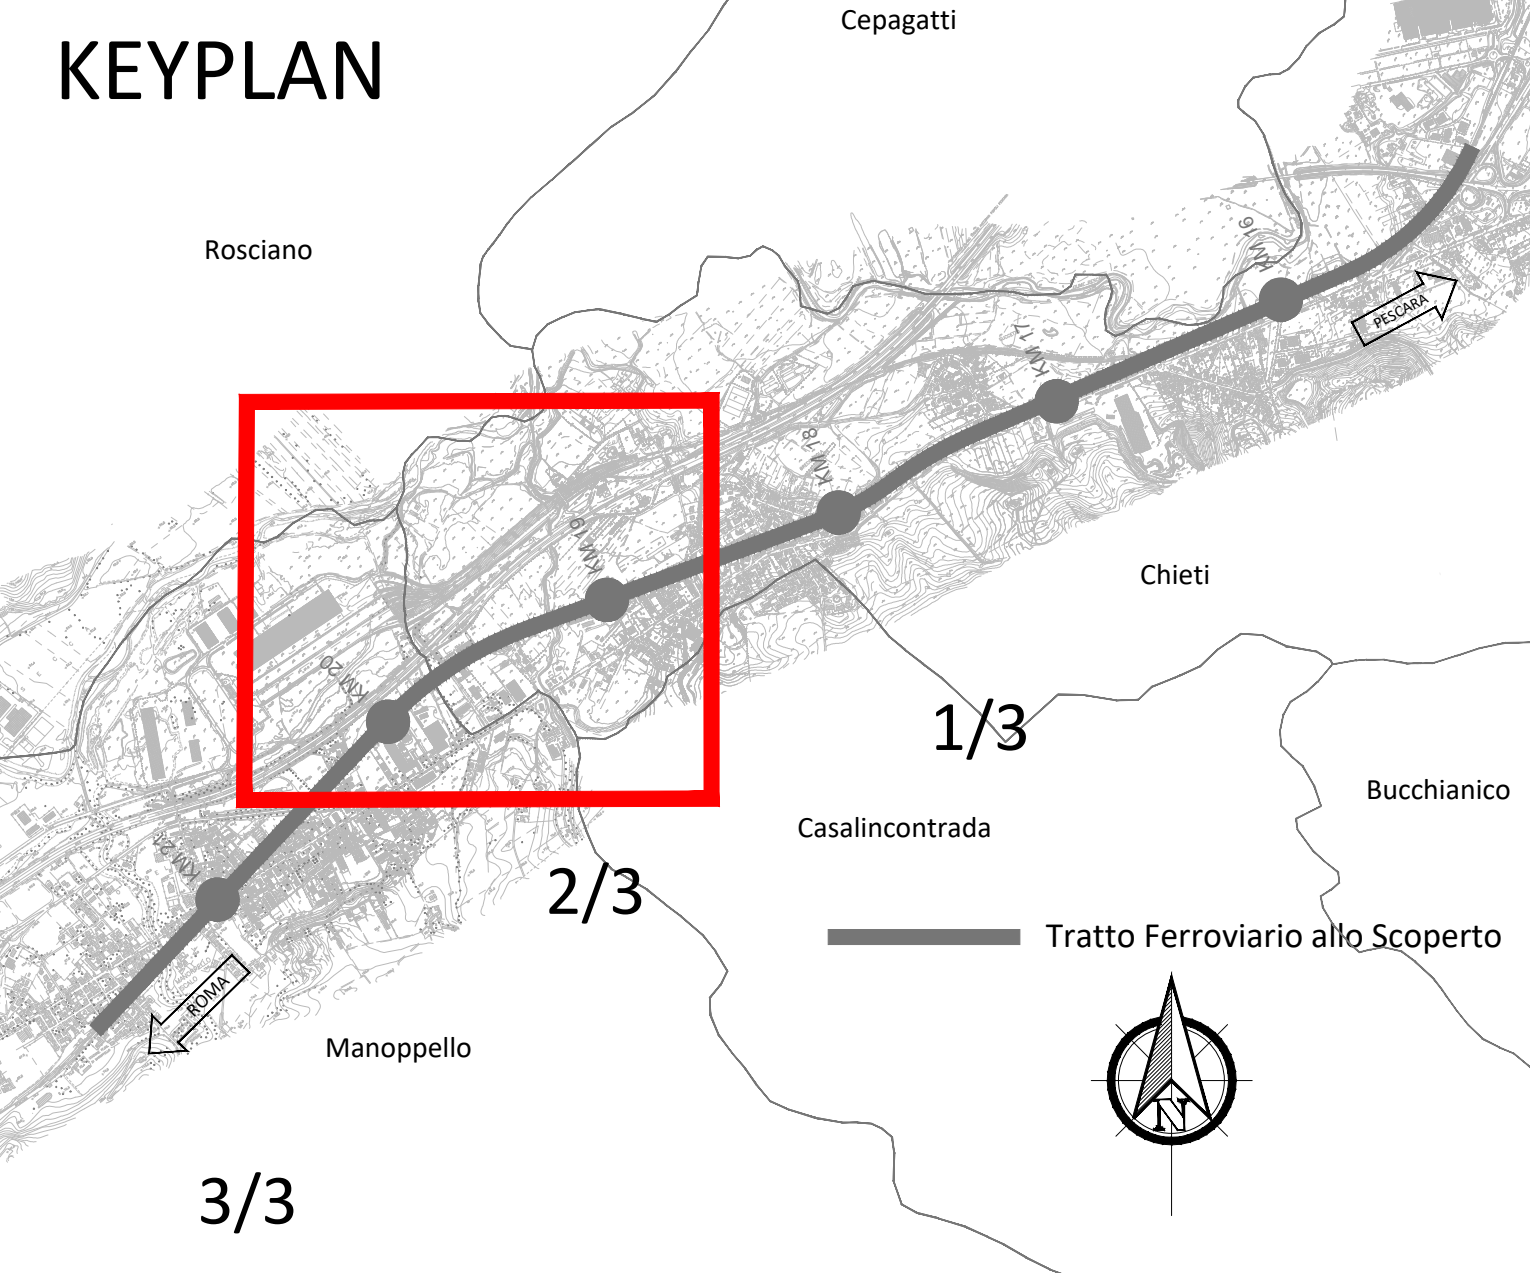 KEYPLAN
Cepagatti
Rosciano
KM 16
PESCARA
KM 17
KM 18
KM 19
Chieti
KM 20
1/3
Bucchianico
Casalincontrada
KM 21
2/3
Tratto Ferroviario allo Scoperto
ROMA
Manoppello
N
3/3